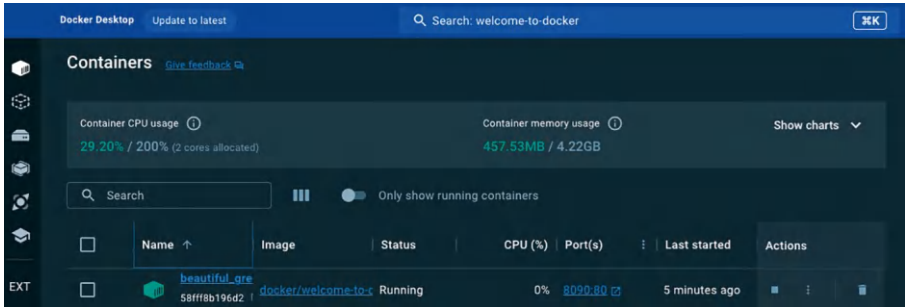 Docker Desktop Update to latest Search: welcome-to-docker ⌘K
Containers Give feedback
Container CPU usage Container memory usage Show charts
29.20% / 200% (2 cores allocated) 457.53MB / 4.22GB
Search Only show running containers
Name ↑ Image Status CPU (%) Port(s) Last started Actions
beautiful_gre
58fff8b196d2 docker/welcome-to-c Running 0% 8090:80 5 minutes ago
EXT